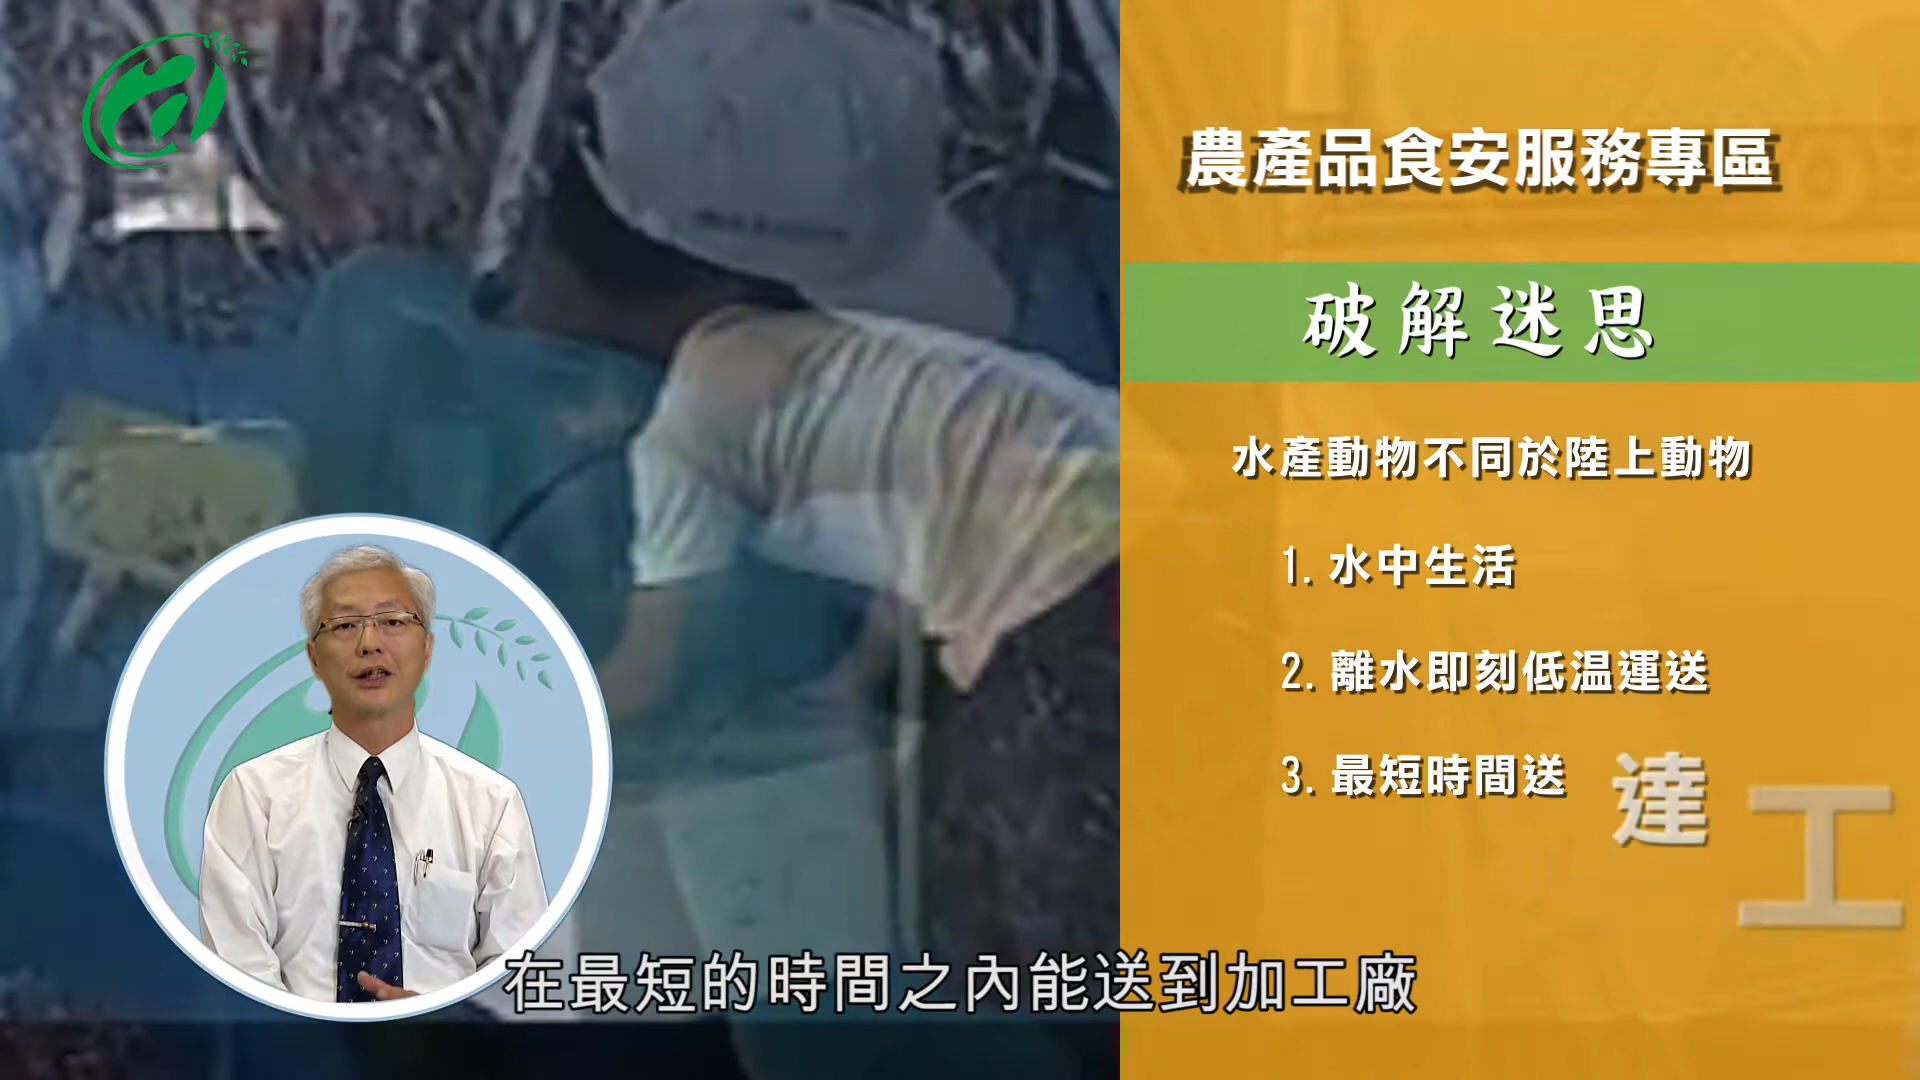 農產品食安服務專區
破解迷思
水產動物不同於陸上動物
1. 水中生活
2. 離水即刻低温運送
3. 最短時間送達工
在最短的時間之內能送到加工廠